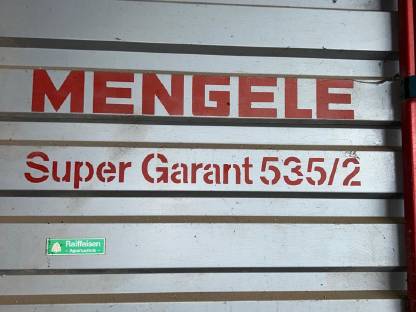 MENGELE
Super Garant 535/2
Raiffeisen